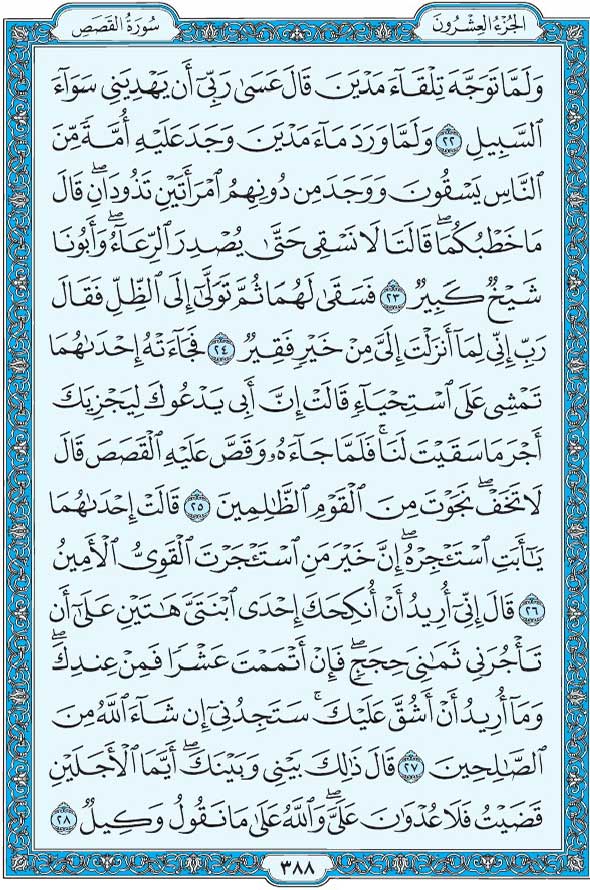 الجُزْءُ العِشْرُونَ
سُورَةُ القَصَصِ
وَلَمَّا تَوَجَّهَ تِلْقَآءَ مَدْيَنَ قَالَ عَسَىٰ رَبِّىٓ أَن يَهْدِيَنِى سَوَآءَ
ٱلسَّبِيلِ ٢٢ وَلَمَّا وَرَدَ مَآءَ مَدْيَنَ وَجَدَ عَلَيْهِ أُمَّةً مِّنَ
ٱلنَّاسِ يَسْقُونَ وَوَجَدَ مِن دُونِهِمُ ٱمْرَأَتَيْنِ تَذُودَانِۖ قَالَ
مَا خَطْبُكُمَاۖ قَالَتَا لَا نَسْقِى حَتَّىٰ يُصْدِرَ ٱلرِّعَآءُۖ وَأَبُونَا
شَيْخٌ كَبِيرٌ ٢٣ فَسَقَىٰ لَهُمَا ثُمَّ تَوَلَّىٰٓ إِلَى ٱلظِّلِّ فَقَالَ
رَبِّ إِنِّى لِمَآ أَنزَلْتَ إِلَىَّ مِنْ خَيْرٍ فَقِيرٌ ٢٤ فَجَآءَتْهُ إِحْدَىٰهُمَا
تَمْشِى عَلَى ٱسْتِحْيَآءٍ قَالَتْ إِنَّ أَبِى يَدْعُوكَ لِيَجْزِيَكَ
أَجْرَ مَا سَقَيْتَ لَنَاۚ فَلَمَّا جَآءَهُۥ وَقَصَّ عَلَيْهِ ٱلْقَصَصَ قَالَ
لَا تَخَفْۖ نَجَوْتَ مِنَ ٱلْقَوْمِ ٱلظَّٰلِمِينَ ٢٥ قَالَتْ إِحْدَىٰهُمَا
يَٰٓأَبَتِ ٱسْتَـْٔجِرْهُۖ إِنَّ خَيْرَ مَنِ ٱسْتَـْٔجَرْتَ ٱلْقَوِىُّ ٱلْأَمِينُ
٢٦ قَالَ إِنِّىٓ أُرِيدُ أَنْ أُنكِحَكَ إِحْدَى ٱبْنَتَىَّ هَٰتَيْنِ عَلَىٰٓ أَن
تَأْجُرَنِى ثَمَٰنِىَ حِجَجٍۖ فَإِنْ أَتْمَمْتَ عَشْرًا فَمِنْ عِندِكَۖ
وَمَآ أُرِيدُ أَنْ أَشُقَّ عَلَيْكَۚ سَتَجِدُنِىٓ إِن شَآءَ ٱللَّهُ مِنَ
ٱلصَّٰلِحِينَ ٢٧ قَالَ ذَٰلِكَ بَيْنِى وَبَيْنَكَۖ أَيَّمَا ٱلْأَجَلَيْنِ
قَضَيْتُ فَلَا عُدْوَٰنَ عَلَىَّۖ وَٱللَّهُ عَلَىٰ مَا نَقُولُ وَكِيلٌ ٢٨
٣٨٨